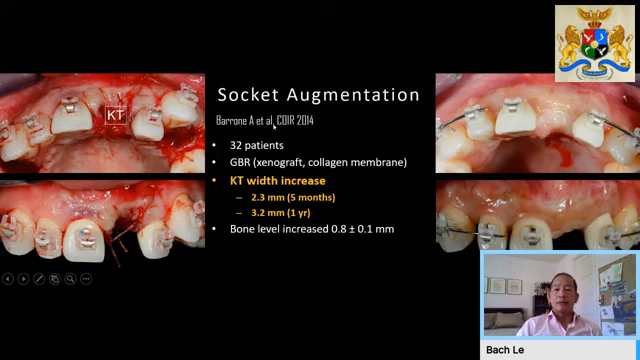 Socket Augmentation
Barrone A et al, COIR 2014
KT
• 32 patients
• GBR (xenograft, collagen membrane)
• KT width increase
– 2.3 mm (5 months)
– 3.2 mm (1 yr)
• Bone level increased 0.8 ± 0.1 mm
Bach Le